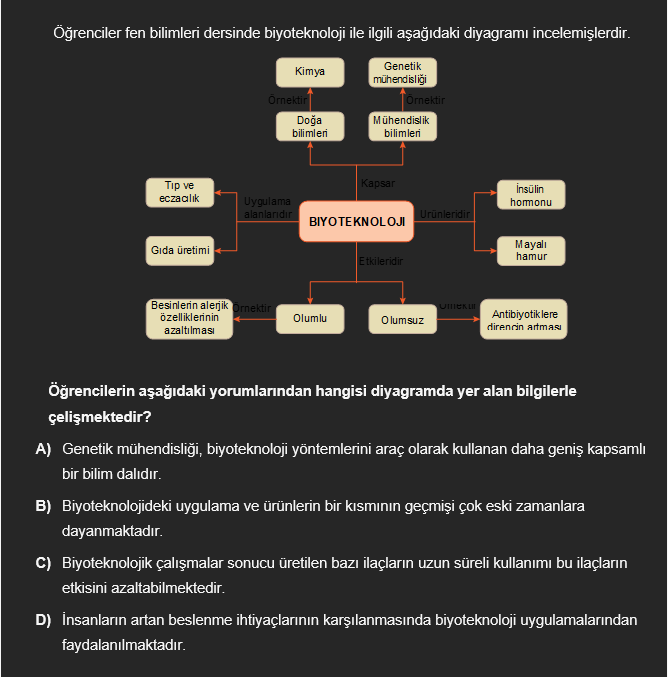 Öğrenciler fen bilimleri dersinde biyoteknoloji ile ilgili aşağıdaki diyagramı incelemişlerdir.
Kimya
Genetik
mühendisliği
Örnektir
Örnektir
Doğa
bilimleri
Mühendislik
bilimleri
Kapsar
Tıp ve
eczacılık
Uygulama
alanlarıdır
BIYOTEKNOLOJI
Ürünleridir
İnsülin
hormonu
Gıda üretimi
Mayalı
hamur
Etkileridir
Besinlerin alerjik
özelliklerinin
azaltılması
Örnektir
Olumlu
Olumsuz
Örnektir
Antibiyotiklere
direncin artması
Öğrencilerin aşağıdaki yorumlarından hangisi diyagramda yer alan bilgilerle
çelişmektedir?
A) Genetik mühendisliği, biyoteknoloji yöntemlerini araç olarak kullanan daha geniş kapsamlı
bir bilim dalıdır.
B) Biyoteknolojideki uygulama ve ürünlerin bir kısmının geçmişi çok eski zamanlara
dayanmaktadır.
C) Biyoteknolojik çalışmalar sonucu üretilen bazı ilaçların uzun süreli kullanımı bu ilaçların
etkisini azaltabilmektedir.
D) İnsanların artan beslenme ihtiyaçlarının karşılanmasında biyoteknoloji uygulamalarından
faydalanılmaktadır.